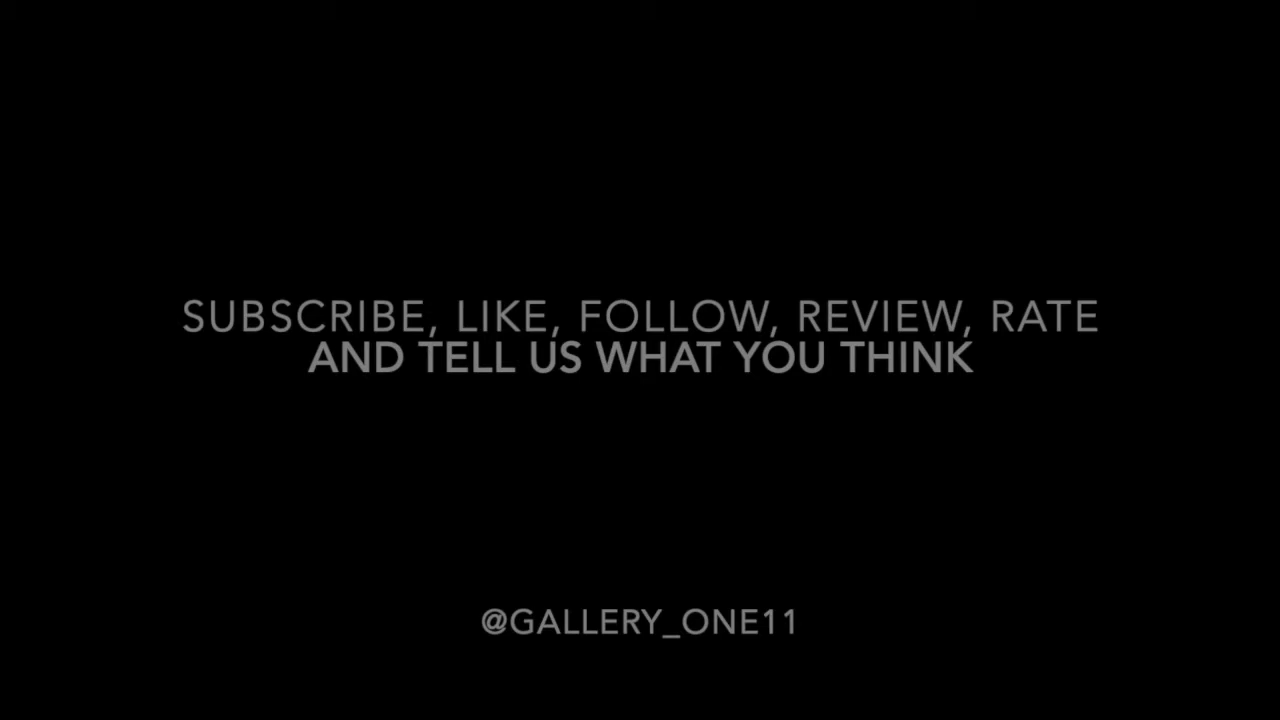 SUBSCRIBE, LIKE, FOLLOW, REVIEW, RATE
AND TELL US WHAT YOU THINK
@GALLERY_ONE11